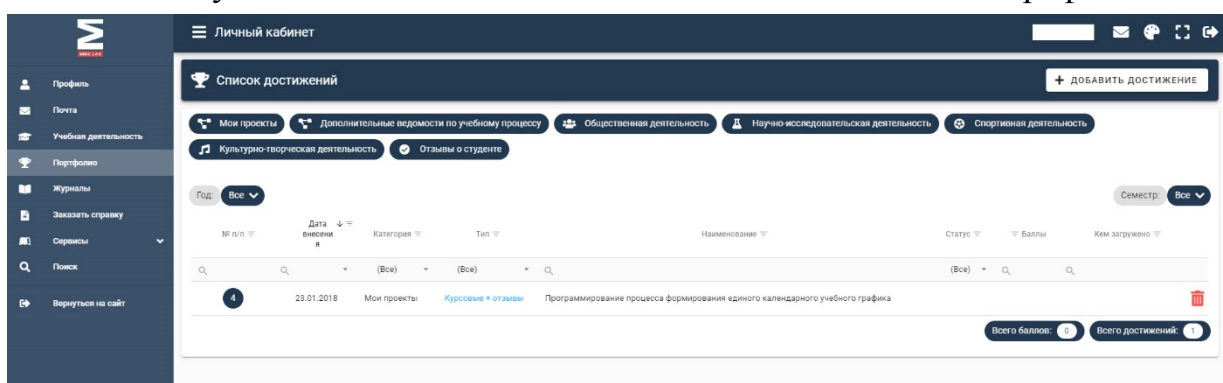 MMIS LAB
Личный кабинет
Профиль
Почта
Учебная деятельность
Портфолио
Журналы
Заказать справку
Сервисы
Поиск
Вернуться на сайт
Список достижений
+ ДОБАВИТЬ ДОСТИЖЕНИЕ
Мои проекты Дополнительные ведомости по учебному процессу Общественная деятельность Научно-исследовательская деятельность Спортивная деятельность
Культурно-творческая деятельность Отзывы о студенте
Год: Все Семестр: Все
№ п/п Дата внесени я Категория Тип Наименование Статус Баллы Кем загружено
(Все) (Все) (Все)
4 23.01.2018 Мои проекты Курсовые + отзывы Программирование процесса формирования единого календарного учебного графика
Всего баллов: 0 Всего достижений: 1